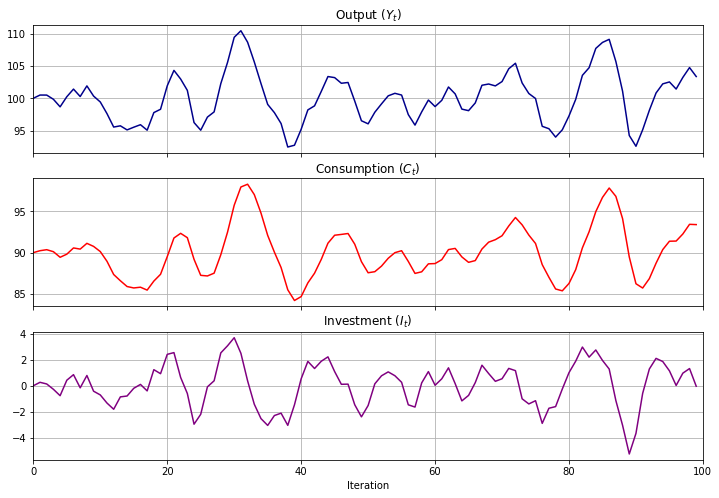 Output (Y_t)
110
105
100
95
Consumption (C_t)
95
90
85
Investment (I_t)
4
2
0
−2
−4
0 20 40 60 80 100
Iteration